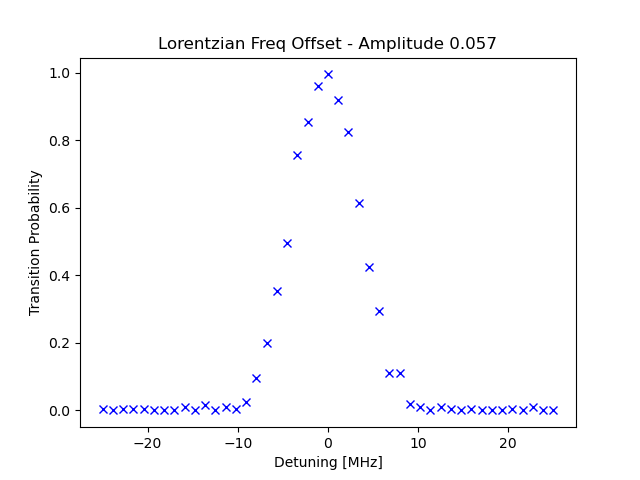 Lorentzian Freq Offset - Amplitude 0.057
1.0
0.8
0.6
0.4
0.2
0.0
Transition Probability
−20 −10 0 10 20
Detuning [MHz]